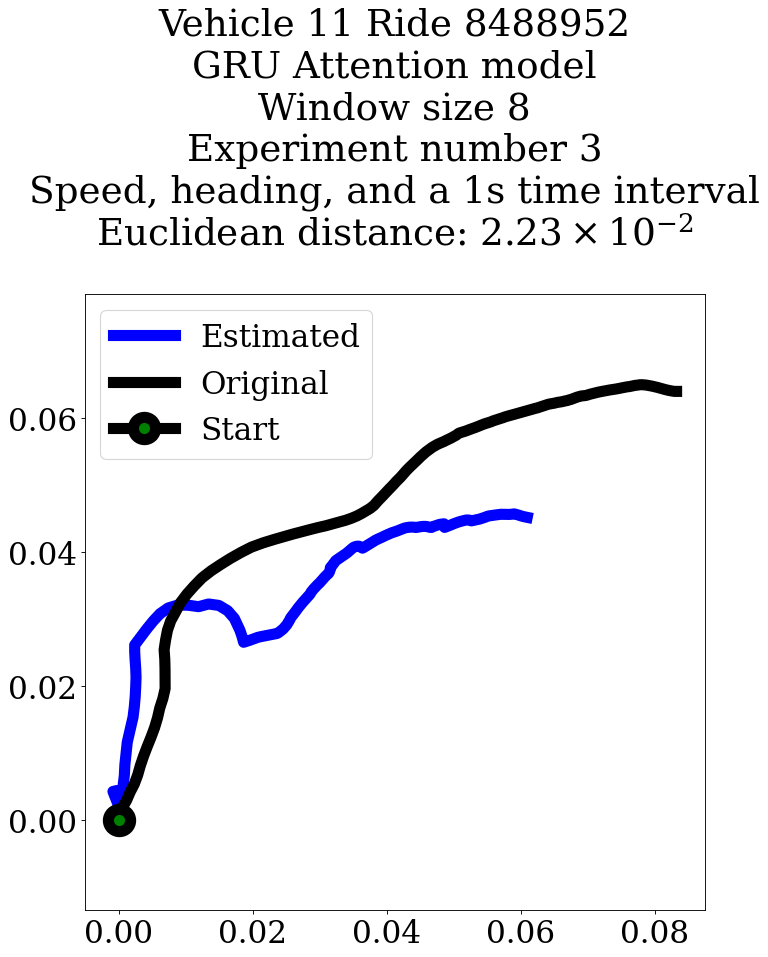 Vehicle 11 Ride 8488952
GRU Attention model
Window size 8
Experiment number 3
Speed, heading, and a 1s time interval
Euclidean distance: 2.23 × 10⁻²
Estimated
Original
Start
0.06
0.04
0.02
0.00
0.00 0.02 0.04 0.06 0.08